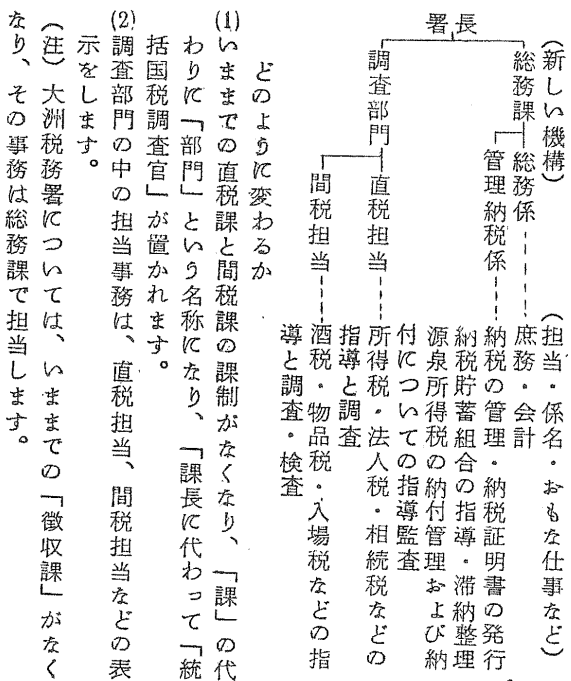 (新しい機構)
(担当・係名・おもな仕事など)
署長
総務課
総務係
庶務・会計
管理納税係
納税の管理・納税証明書の発行
納税貯蓄組合の指導・滞納整理
源泉所得税の納付管理および納
付についての指導監査
調査部門
直税担当
所得税・法人税・相続税などの
指導と調査
間税担当
酒税・物品税・入場税などの指
導と調査・検査
どのように変わるか
(1)いままでの直税課と間税課の課制がなくなり、「課」の代
わりに「部門」という名称になり、「課長に代わって「統
括国税調査官」が置かれます。
(2)調査部門の中の担当事務は、直税担当、間税担当などの表
示をします。
(注)大洲税務署については、いままでの「徴収課」がなく
なり、その事務は総務課で担当します。